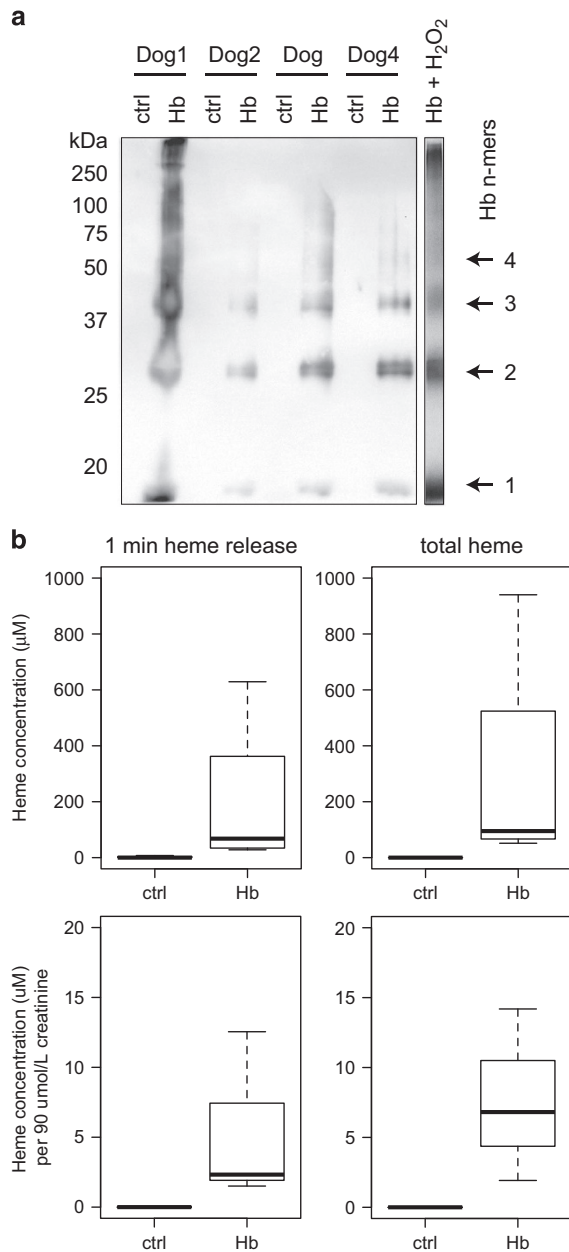 a
Dog1 Dog2 Dog Dog4
ctrl Hb ctrl Hb ctrl Hb ctrl Hb Hb + H₂O₂
kDa
250
100
75
50
37
25
20
Hb n-mers
4
3
2
1
b
1 min heme release
Heme concentration (µM)
1000
800
600
400
200
0
ctrl Hb
total heme
1000
800
600
400
200
0
ctrl Hb
Heme concentration (uM)
per 90 umol/L creatinine
20
15
10
5
0
ctrl Hb
20
15
10
5
0
ctrl Hb